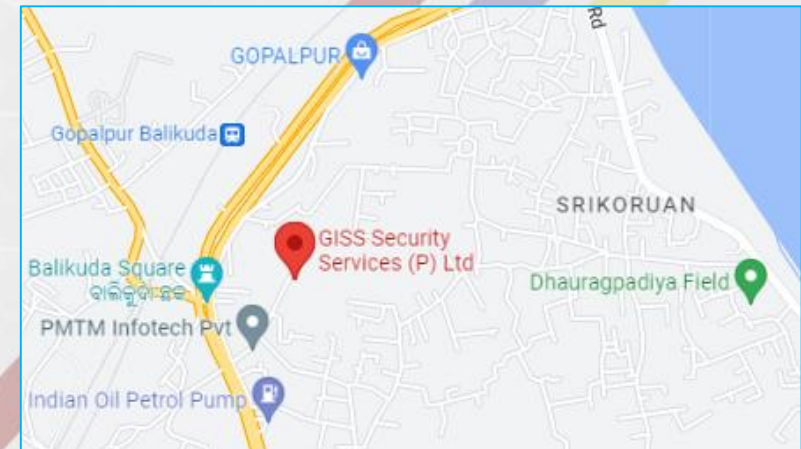 Rd
GOPALPUR
Gopalpur Balikuda
SRIKORUAN
GISS Security
Services (P) Ltd
Balikuda Square
ବାଲିକୁଦା ଛକ
Dhauragpadiya Field
PMTM Infotech Pvt
Indian Oil Petrol Pump